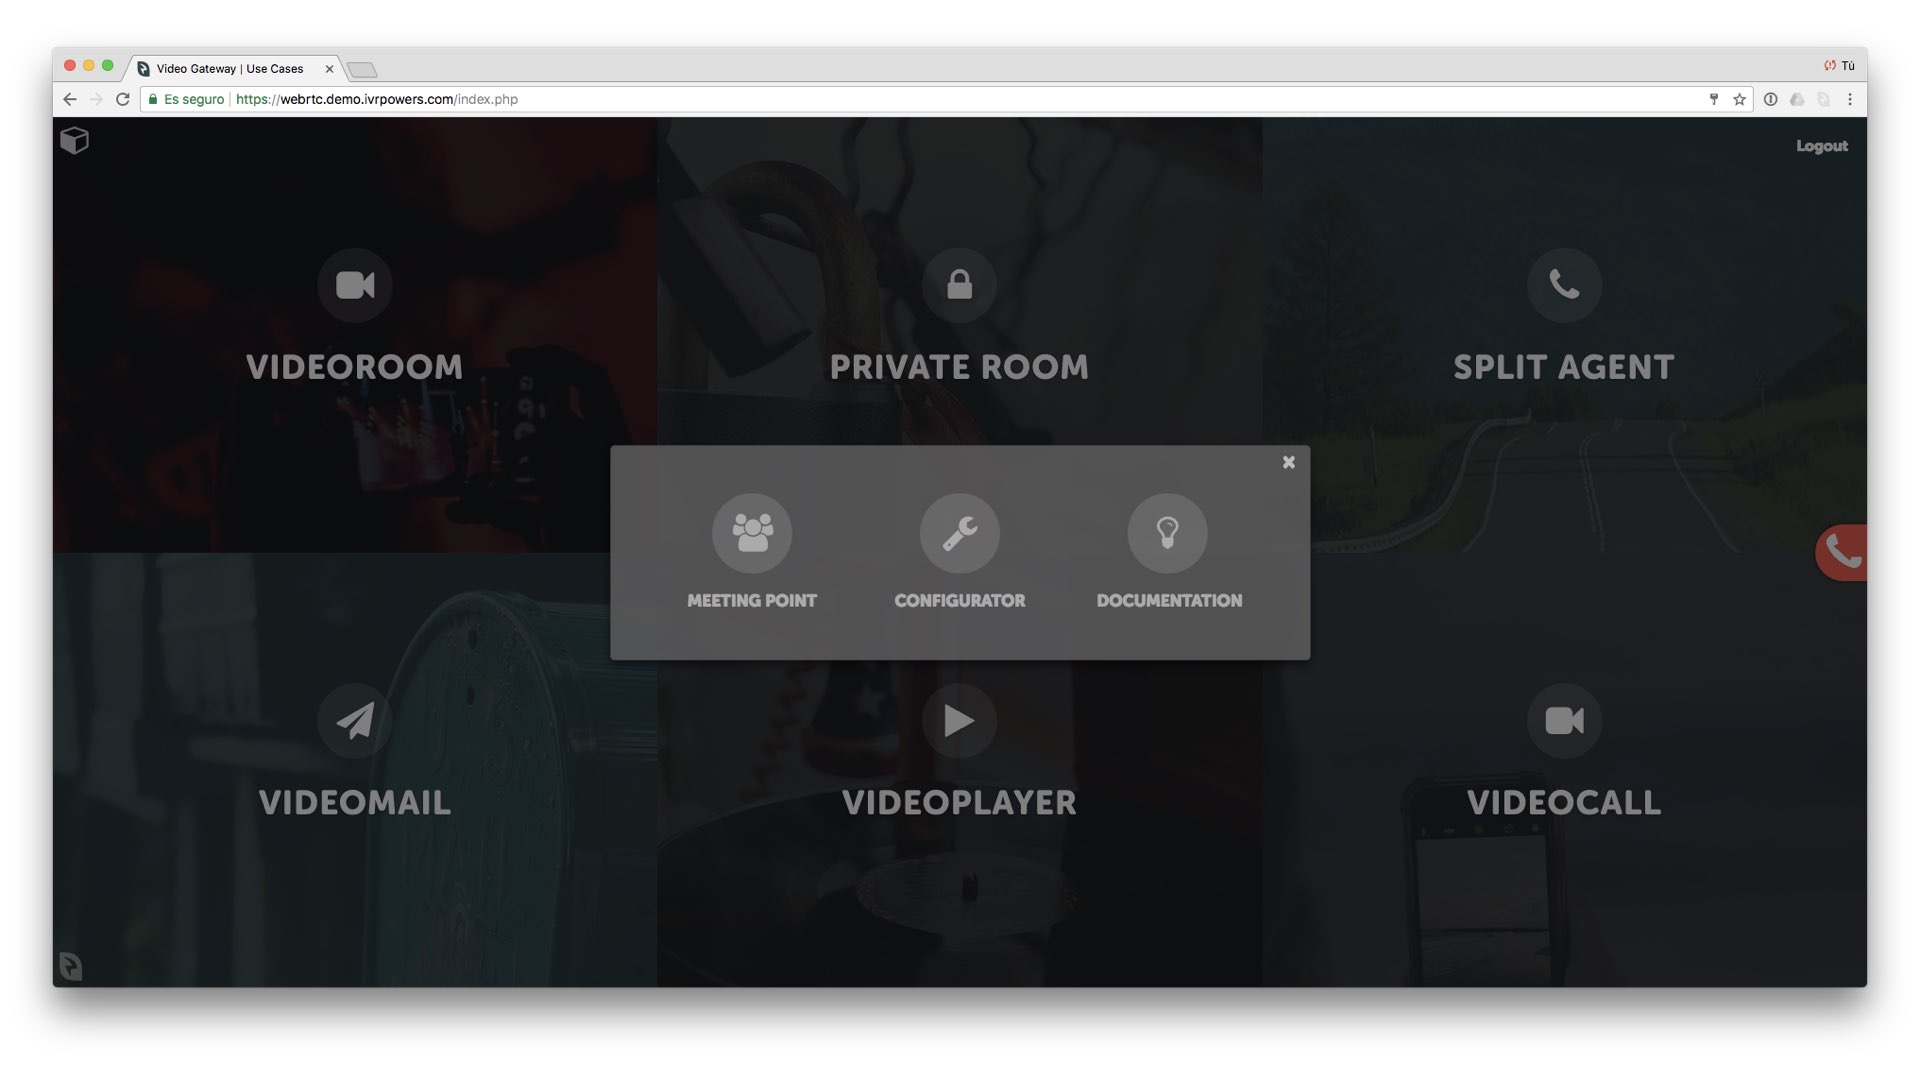 Video Gateway | Use Cases
Tú
Es seguro https://webrtc.demo.ivrpowers.com/index.php
Logout
VIDEOROOM
PRIVATE ROOM
SPLIT AGENT
MEETING POINT
CONFIGURATOR
DOCUMENTATION
VIDEOMAIL
VIDEOPLAYER
VIDEOCALL